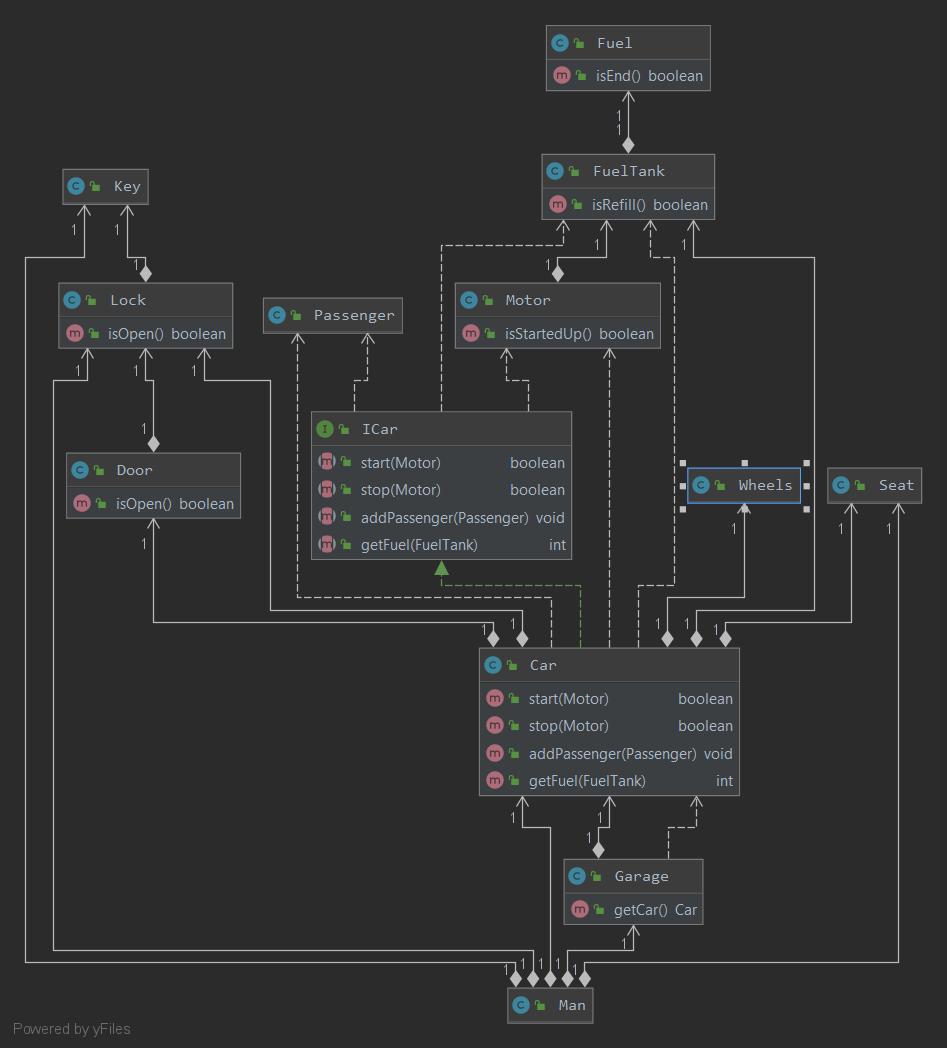 Fuel
isEnd() boolean
1
1
FuelTank
isRefill() boolean
Key
1
1
1
1
1
Lock
isOpen() boolean
Passenger
Motor
isStartedUp() boolean
1
1
1
1
ICar
start(Motor) boolean
stop(Motor) boolean
addPassenger(Passenger) void
getFuel(FuelTank) int
Door
isOpen() boolean
Wheels
Seat
1
1
1
1
1
1
1
1
1
Car
start(Motor) boolean
stop(Motor) boolean
addPassenger(Passenger) void
getFuel(FuelTank) int
1
1
1
Garage
getCar() Car
1
1
1
1
1
1
Man
Powered by yFiles